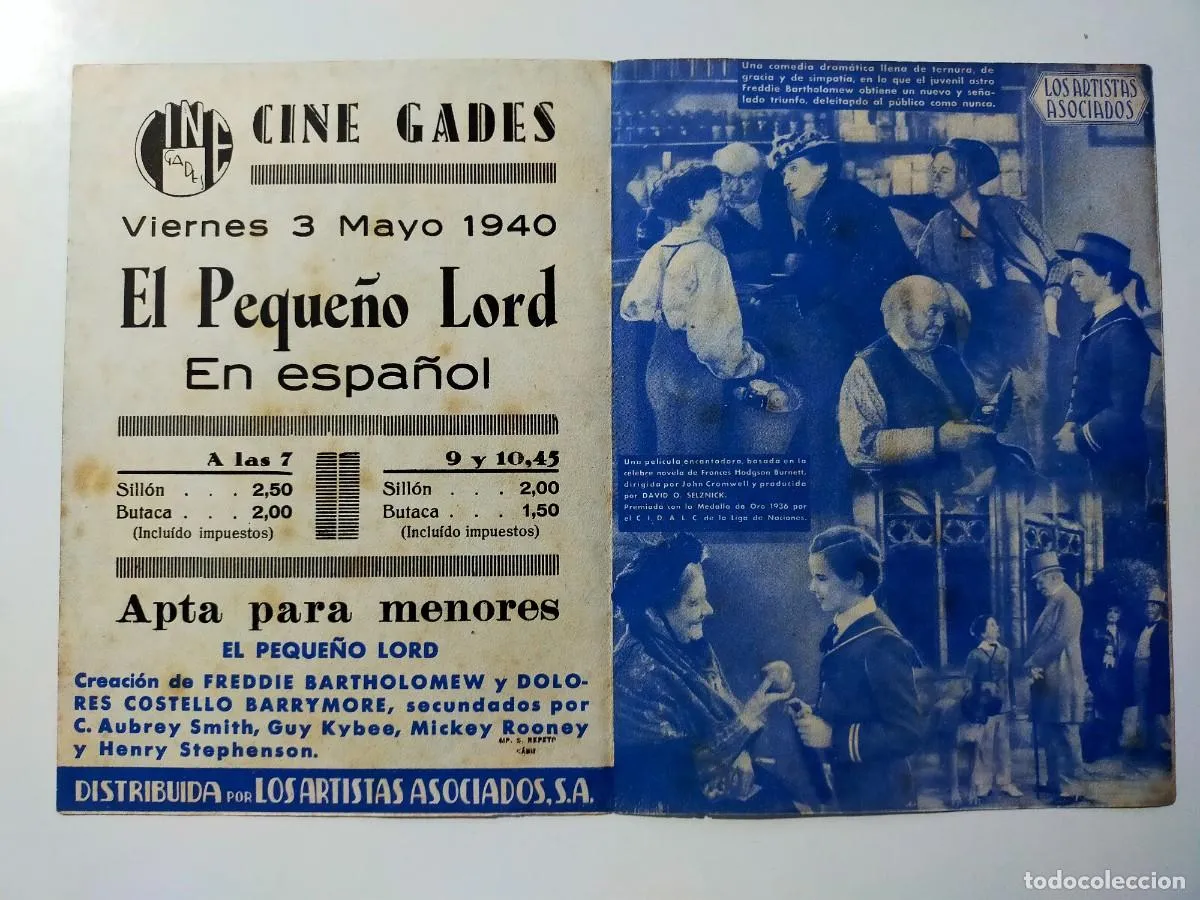 CINE
GADES
CINE GADES
Viernes 3 Mayo 1940
El Pequeño Lord
En español
A las 7
Sillón . . . 2,50
Butaca . . . 2,00
(Incluído impuestos)
9 y 10,45
Sillón . . . 2,00
Butaca . . . 1,50
(Incluído impuestos)
Apta para menores
EL PEQUEÑO LORD
Creación de FREDDIE BARTHOLOMEW y DOLO-
RES COSTELLO BARRYMORE, secundados por
C. Aubrey Smith, Guy Kybee, Mickey Rooney
y Henry Stephenson.
S. REPETO
CÁDIZ
DISTRIBUIDA POR LOS ARTISTAS ASOCIADOS, S.A.
Una comedia dramática llena de ternura, de
gracia y de simpatía, en lo que el juvenil astro
Freddie Bartholomew obtiene un nuevo y seña-
lado triunfo, deleitando al público como nunca.
LOS ARTISTAS
ASOCIADOS
Una película encantadora, basada en la
célebre novela de Frances Hodgson Burnett,
dirigida por John Cromwell y producida
por DAVID O. SELZNICK.
Premiada con la Medalla de Oro 1936 por
el C.I.D.A.L.C. de la Liga de Naciones.
todocoleccion